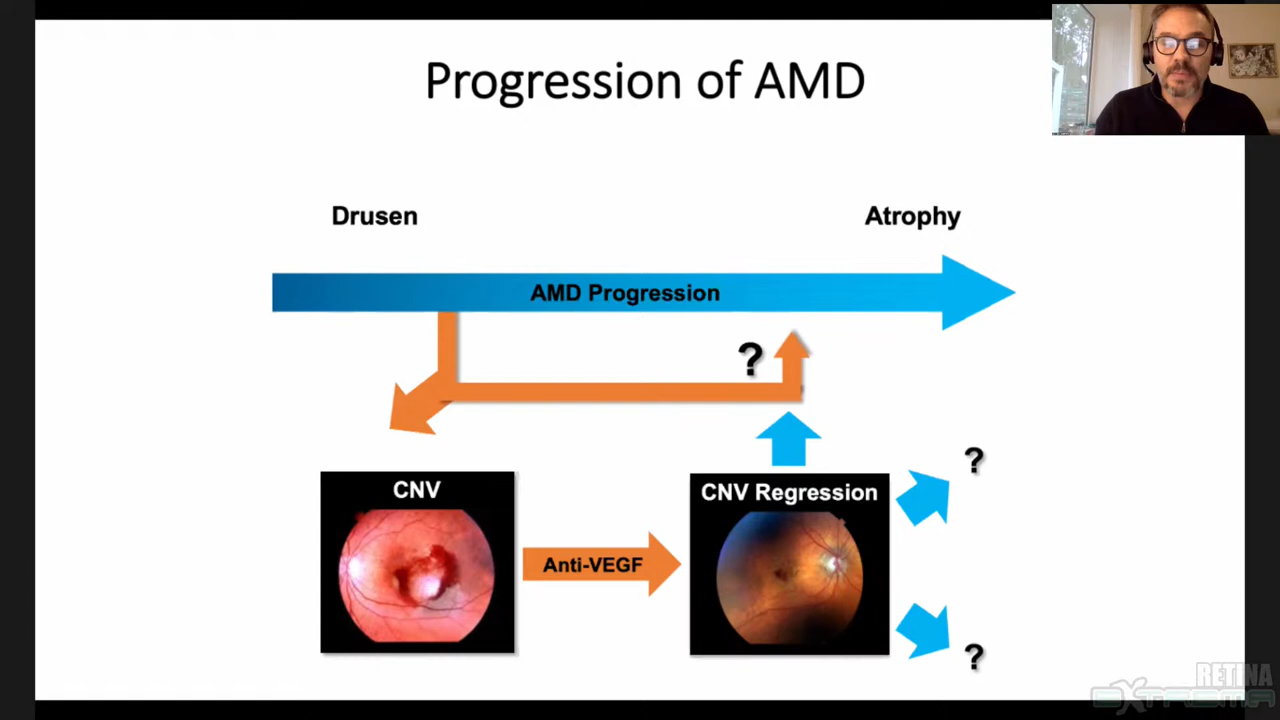 Progression of AMD
Drusen
Atrophy
AMD Progression
?
CNV
CNV Regression
?
Anti-VEGF
?
RETINA
EXTREMA